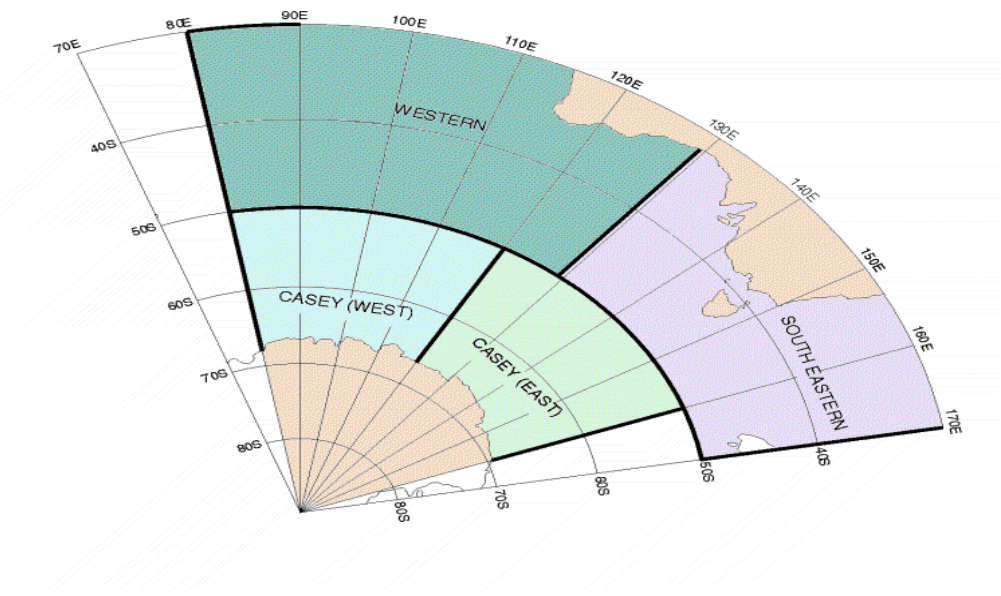 70E
80E
90E
100E
110E
120E
130E
140E
150E
160E
170E
40S
50S
60S
70S
80S
WESTERN
CASEY (WEST)
CASEY (EAST)
SOUTH EASTERN
80S
70S
60S
50S
40S